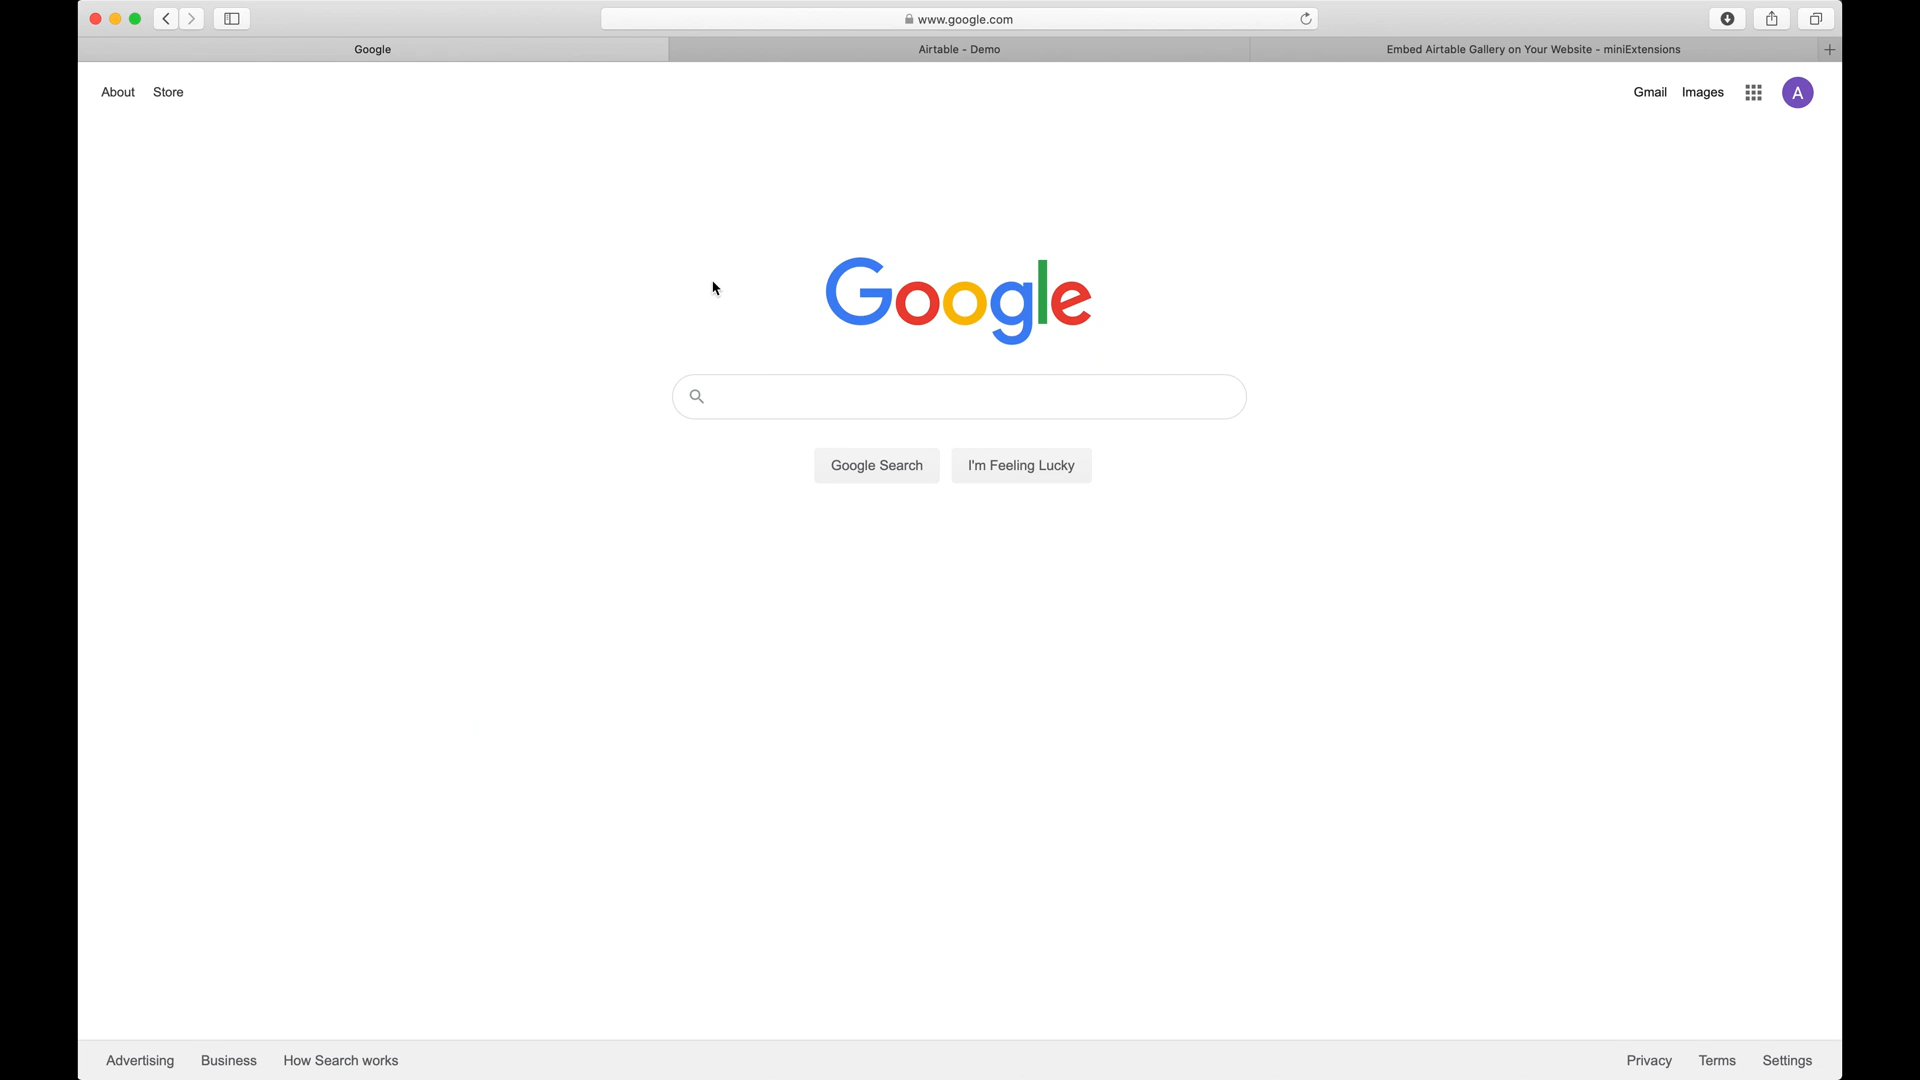 www.google.com
Google
Airtable - Demo
Embed Airtable Gallery on Your Website - miniExtensions
About
Store
Gmail
Images
A
Google
Google Search
I'm Feeling Lucky
Advertising
Business
How Search works
Privacy
Terms
Settings